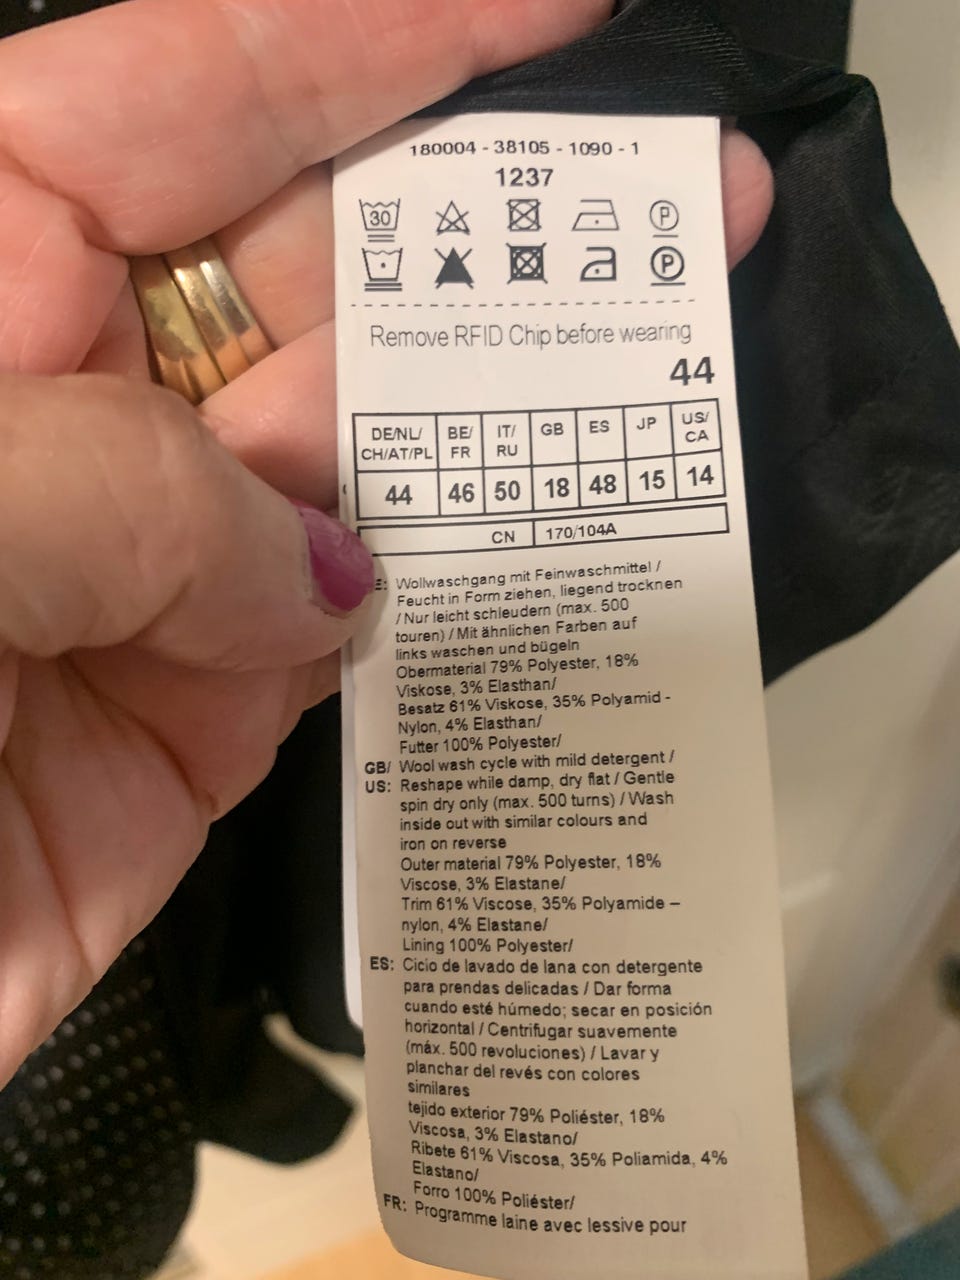 180004 - 38105 - 1090 - 1
1237
30 P
P
Remove RFID Chip before wearing
44
DE/NL/ CH/AT/PL BE/ FR IT/ RU GB ES JP US/ CA
44 46 50 18 48 15 14
CN 170/104A
E: Wollwaschgang mit Feinwaschmittel /
Feucht in Form ziehen, liegend trocknen
/ Nur leicht schleudern (max. 500
touren) / Mit ähnlichen Farben auf
links waschen und bügeln
Obermaterial 79% Polyester, 18%
Viskose, 3% Elasthan/
Besatz 61% Viskose, 35% Polyamid -
Nylon, 4% Elasthan/
Futter 100% Polyester/
GB/ Wool wash cycle with mild detergent /
US: Reshape while damp, dry flat / Gentle
spin dry only (max. 500 turns) / Wash
inside out with similar colours and
iron on reverse
Outer material 79% Polyester, 18%
Viscose, 3% Elastane/
Trim 61% Viscose, 35% Polyamide –
nylon, 4% Elastane/
Lining 100% Polyester/
ES: Cicio de lavado de lana con detergente
para prendas delicadas / Dar forma
cuando esté húmedo; secar en posición
horizontal / Centrifugar suavemente
(máx. 500 revoluciones) / Lavar y
planchar del revés con colores
similares
tejido exterior 79% Poliéster, 18%
Viscosa, 3% Elastano/
Ribete 61% Viscosa, 35% Poliamida, 4%
Elastano/
Forro 100% Poliéster/
FR: Programme laine avec lessive pour